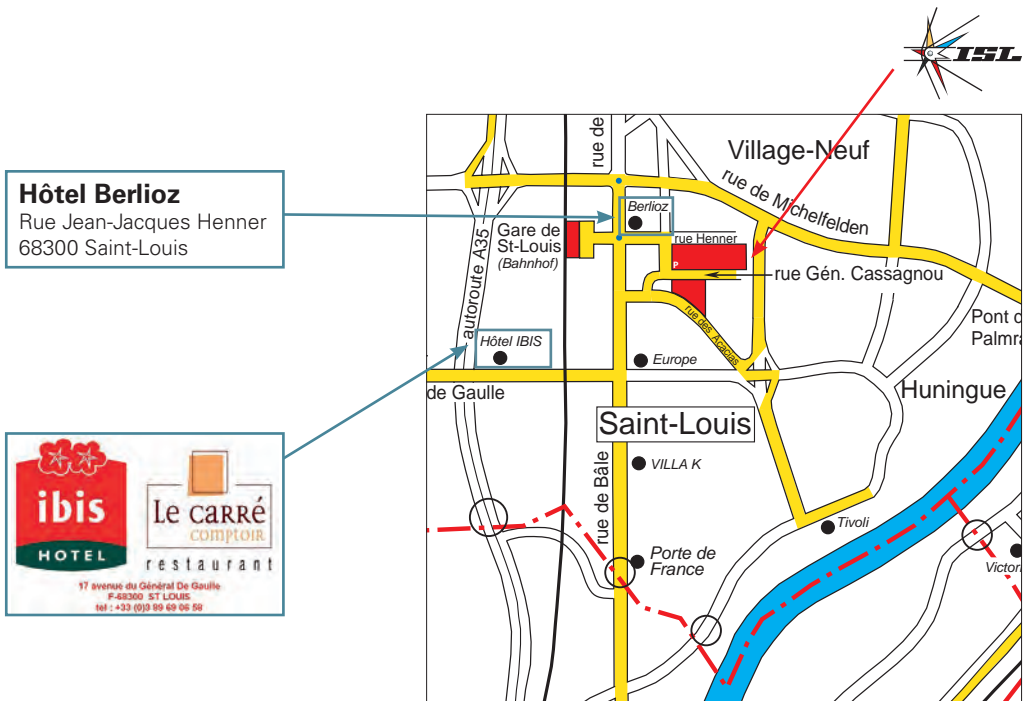 ISL
Hôtel Berlioz
Rue Jean-Jacques Henner
68300 Saint-Louis
rue de
Village-Neuf
rue de Michelfelden
Berlioz
Gare de
St-Louis
(Bahnhof)
rue Henner
P
rue Gén. Cassagnou
autoroute A35
rue des Acacias
Pont d
Palmra
Hôtel IBIS
Europe
de Gaulle
Huningue
Saint-Louis
VILLA K
rue de Bâle
Tivoli
Porte de
France
Victori
ibis
HOTEL
Le CARRé
COMPTOIR
restaurant
17 avenue du Général De Gaulle
F-68300 ST LOUIS
tel : +33 (0)3 89 69 06 58